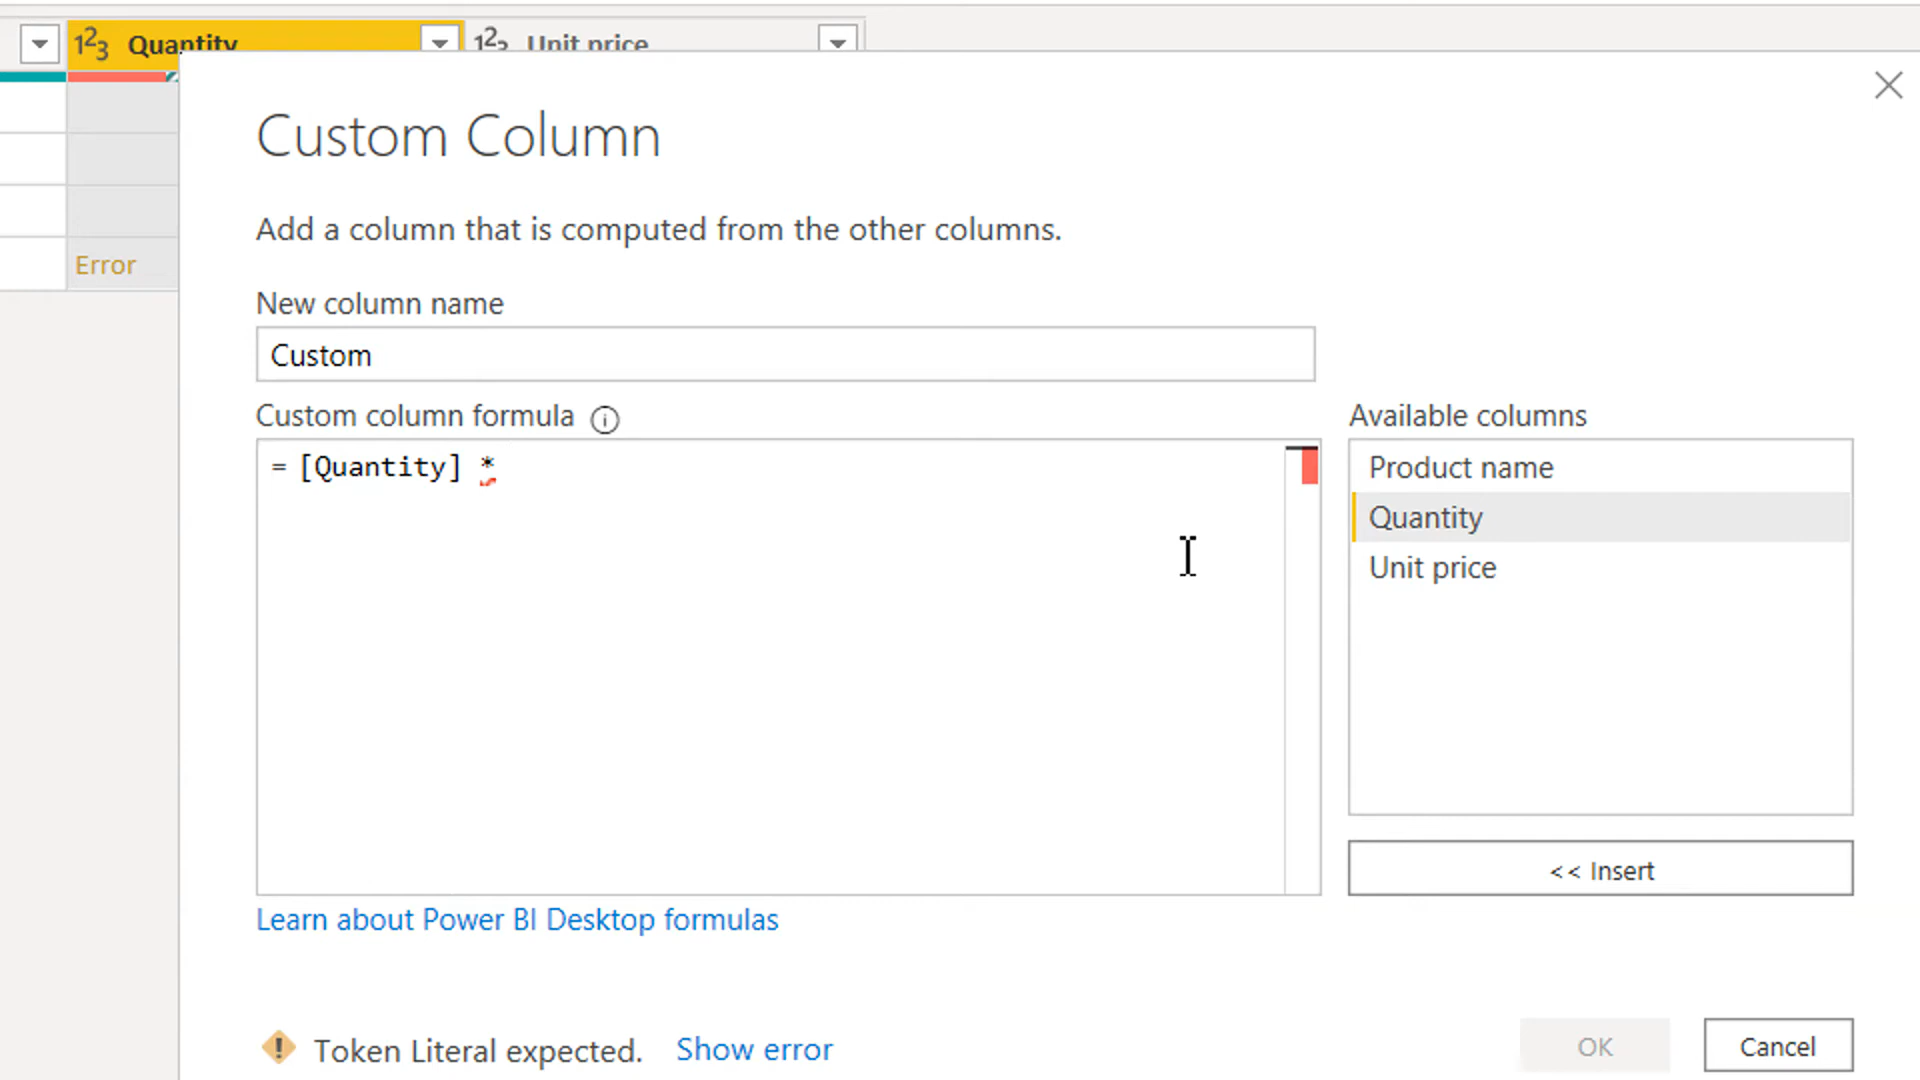 123 Quantity
123 Unit price
Error
Custom Column
Add a column that is computed from the other columns.
New column name
Custom
Custom column formula
= [Quantity] *
Available columns
Product name
Quantity
Unit price
<< Insert
Learn about Power BI Desktop formulas
Token Literal expected.
Show error
OK
Cancel